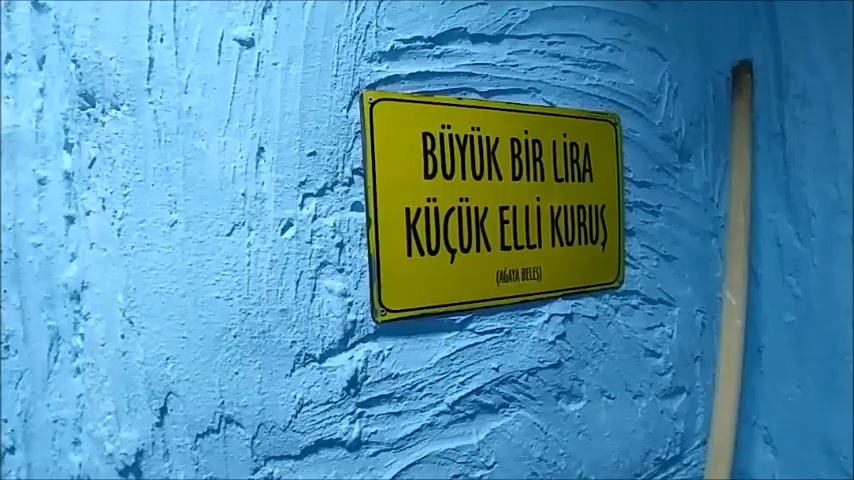 BÜYÜK BİR LİRA
KÜÇÜK ELLİ KURUŞ
(AĞAYA BELEŞ)